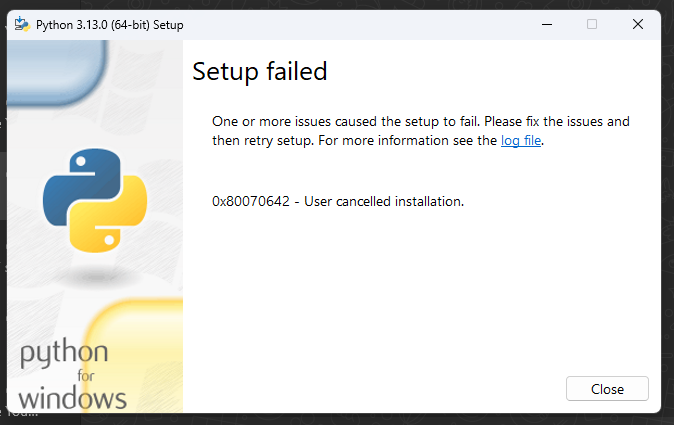 Python 3.13.0 (64-bit) Setup
Setup failed
One or more issues caused the setup to fail. Please fix the issues and
then retry setup. For more information see the log file.
0x80070642 - User cancelled installation.
python
for
windows
Close